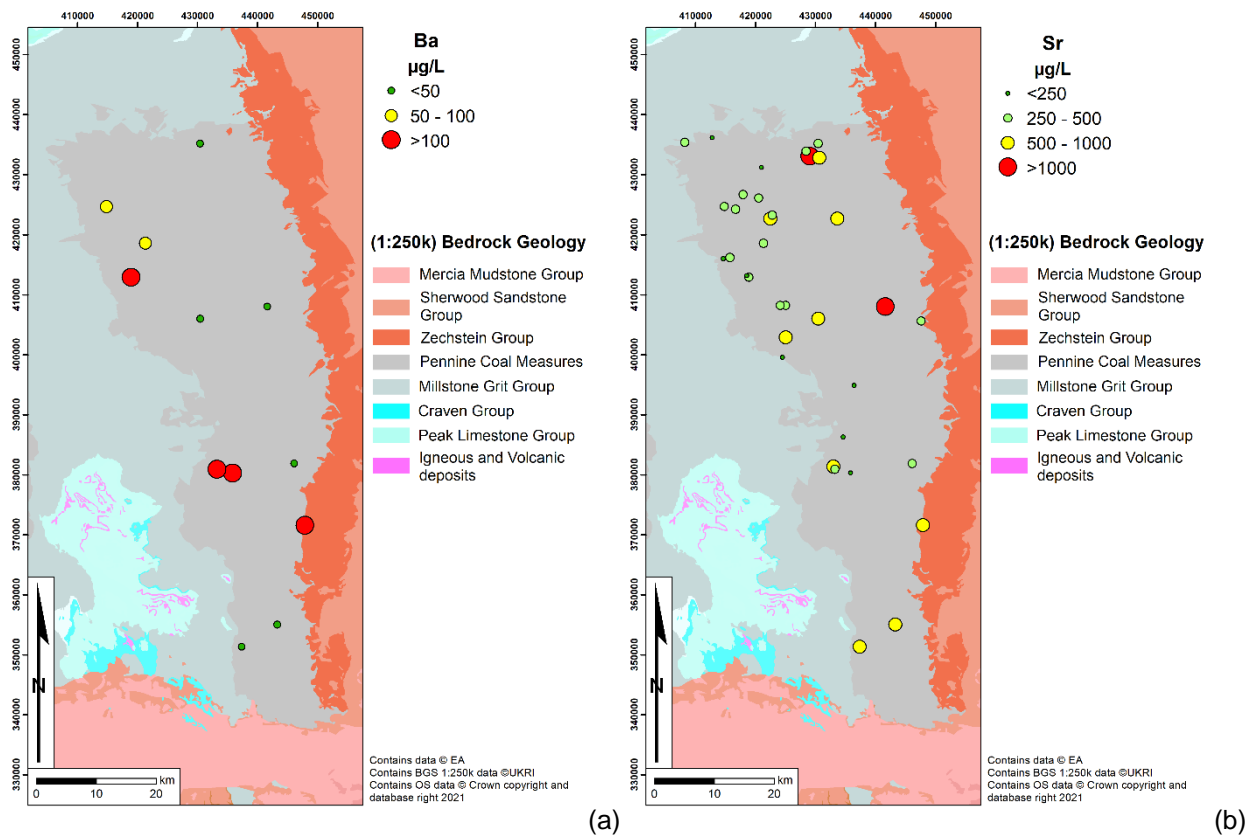 410000 420000 430000 440000 450000
450000
440000
430000
420000
410000
400000
390000
380000
370000
360000
350000
340000
330000
Ba
µg/L
<50
50 - 100
>100
(1:250k) Bedrock Geology
Mercia Mudstone Group
Sherwood Sandstone
Group
Zechstein Group
Pennine Coal Measures
Millstone Grit Group
Craven Group
Peak Limestone Group
Igneous and Volcanic
deposits
N
km
0 10 20
Contains data © EA
Contains BGS 1:250k data ©UKRI
Contains OS data © Crown copyright and
database right 2021
(a)
410000 420000 430000 440000 450000
450000
440000
430000
420000
410000
400000
390000
380000
370000
360000
350000
340000
330000
Sr
µg/L
<250
250 - 500
500 - 1000
>1000
(1:250k) Bedrock Geology
Mercia Mudstone Group
Sherwood Sandstone
Group
Zechstein Group
Pennine Coal Measures
Millstone Grit Group
Craven Group
Peak Limestone Group
Igneous and Volcanic
deposits
N
km
0 10 20
Contains data © EA
Contains BGS 1:250k data ©UKRI
Contains OS data © Crown copyright and
database right 2021
(b)